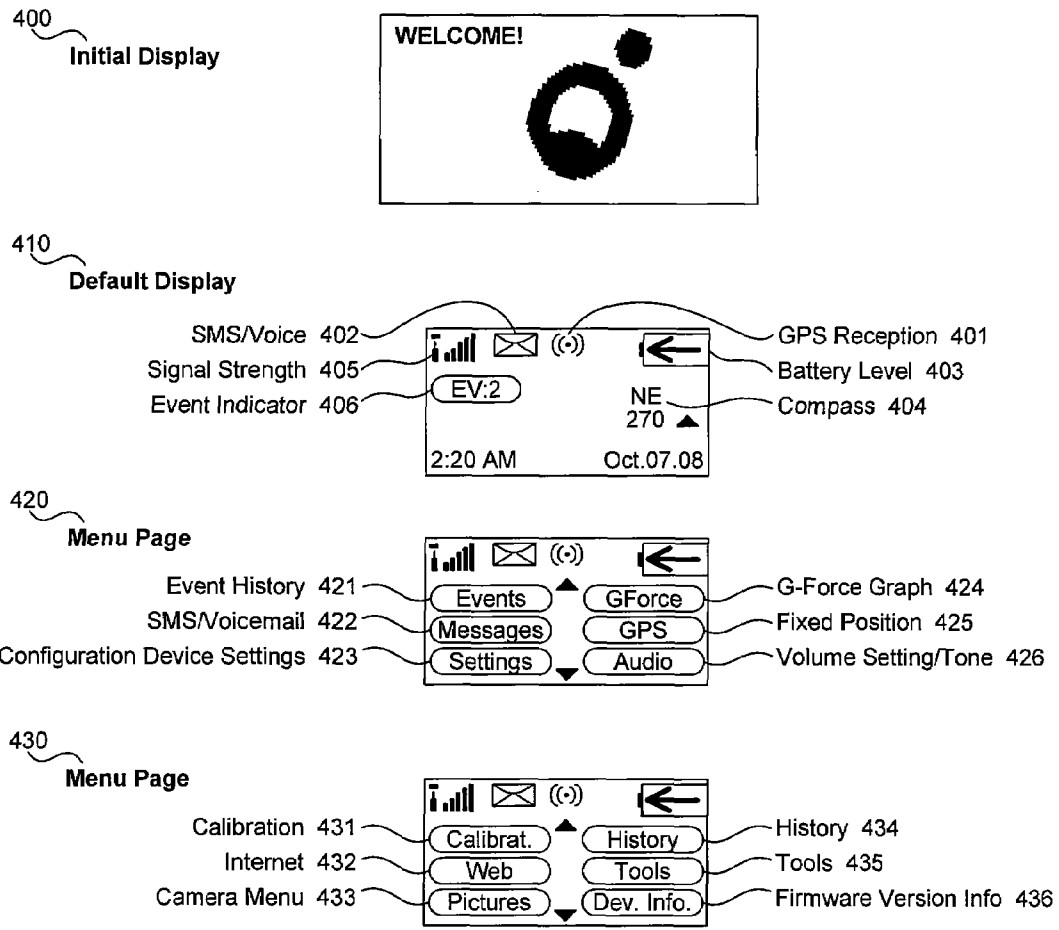 400
Initial Display
WELCOME!
410
Default Display
SMS/Voice 402
Signal Strength 405
Event Indicator 406
EV:2
NE
270
2:20 AM
Oct.07.08
GPS Reception 401
Battery Level 403
Compass 404
420
Menu Page
Event History 421
SMS/Voicemail 422
Configuration Device Settings 423
Events
GForce
Messages
GPS
Settings
Audio
G-Force Graph 424
Fixed Position 425
Volume Setting/Tone 426
430
Menu Page
Calibration 431
Internet 432
Camera Menu 433
Calibrat.
History
Web
Tools
Pictures
Dev. Info.
History 434
Tools 435
Firmware Version Info 436